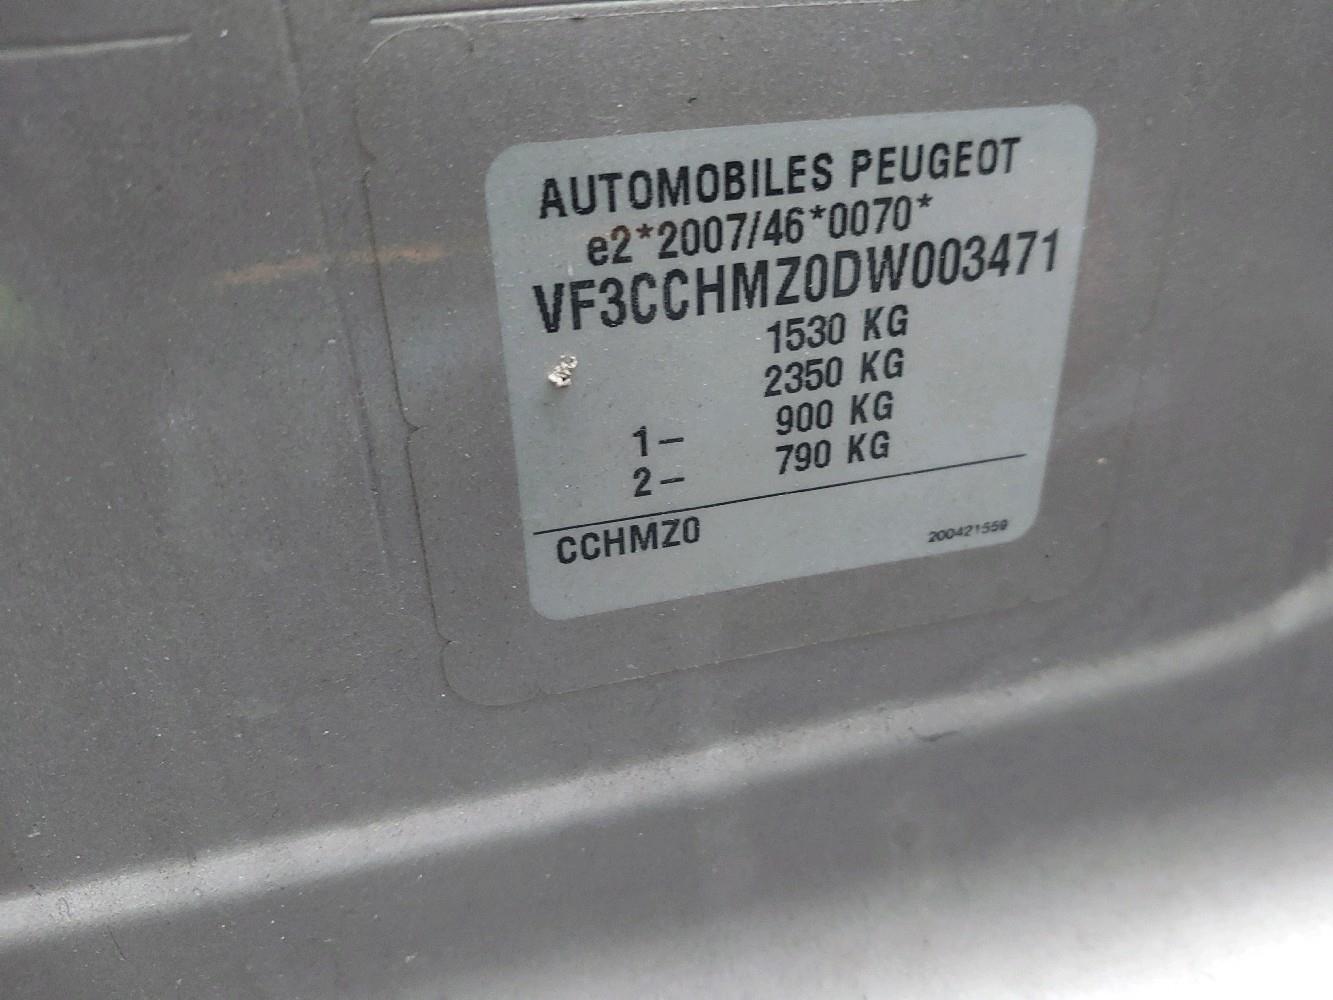 AUTOMOBILES PEUGEOT
e2*2007/46*0070*
VF3CCHMZ0DW003471
1530 KG
2350 KG
1- 900 KG
2- 790 KG
CCHMZ0
200421559